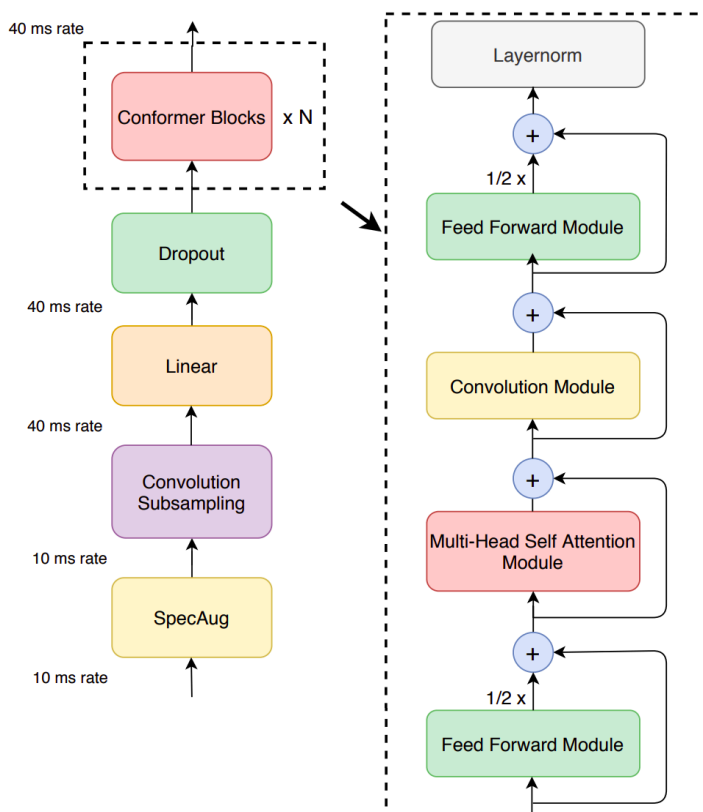 40 ms rate
Conformer Blocks
x N
Dropout
40 ms rate
Linear
40 ms rate
Convolution
Subsampling
10 ms rate
SpecAug
10 ms rate
Layernorm
+
1/2 x
Feed Forward Module
+
Convolution Module
+
Multi-Head Self Attention
Module
+
1/2 x
Feed Forward Module